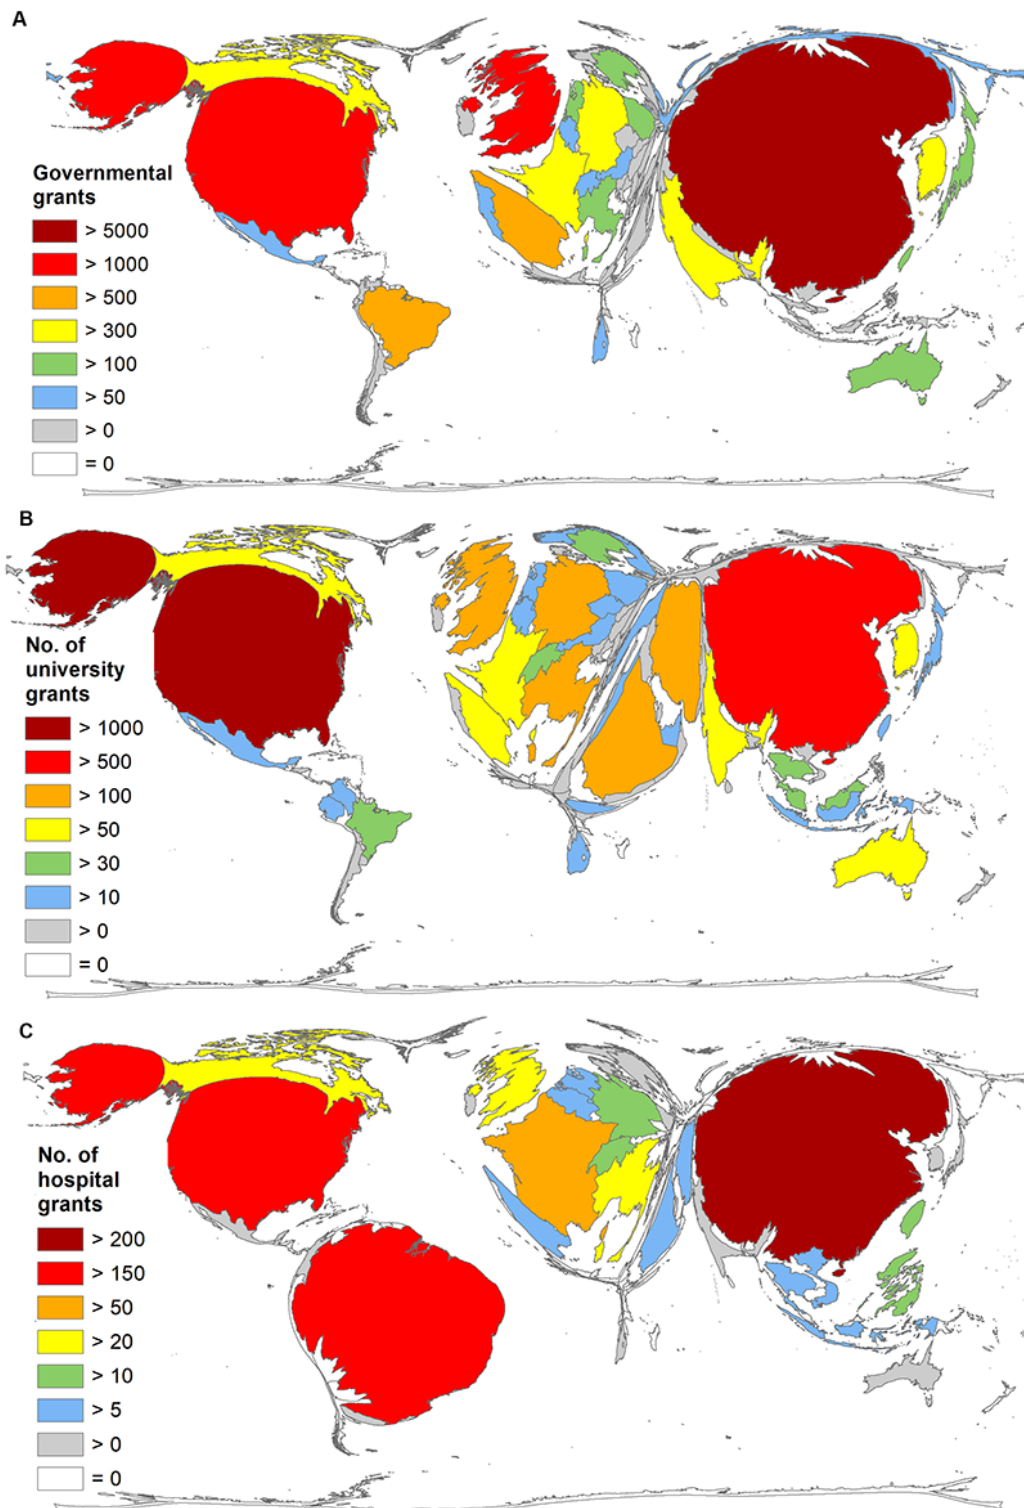 A
Governmental
grants
> 5000
> 1000
> 500
> 300
> 100
> 50
> 0
= 0
B
No. of
university
grants
> 1000
> 500
> 100
> 50
> 30
> 10
> 0
= 0
C
No. of
hospital
grants
> 200
> 150
> 50
> 20
> 10
> 5
> 0
= 0